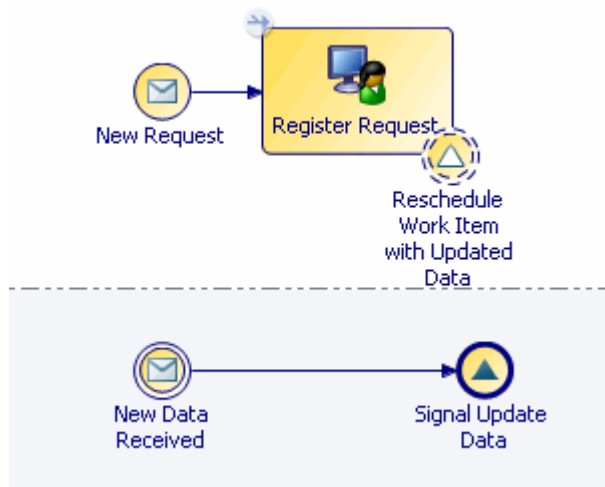 New Request
Register Request
Reschedule
Work Item
with Updated
Data
New Data
Received
Signal Update
Data